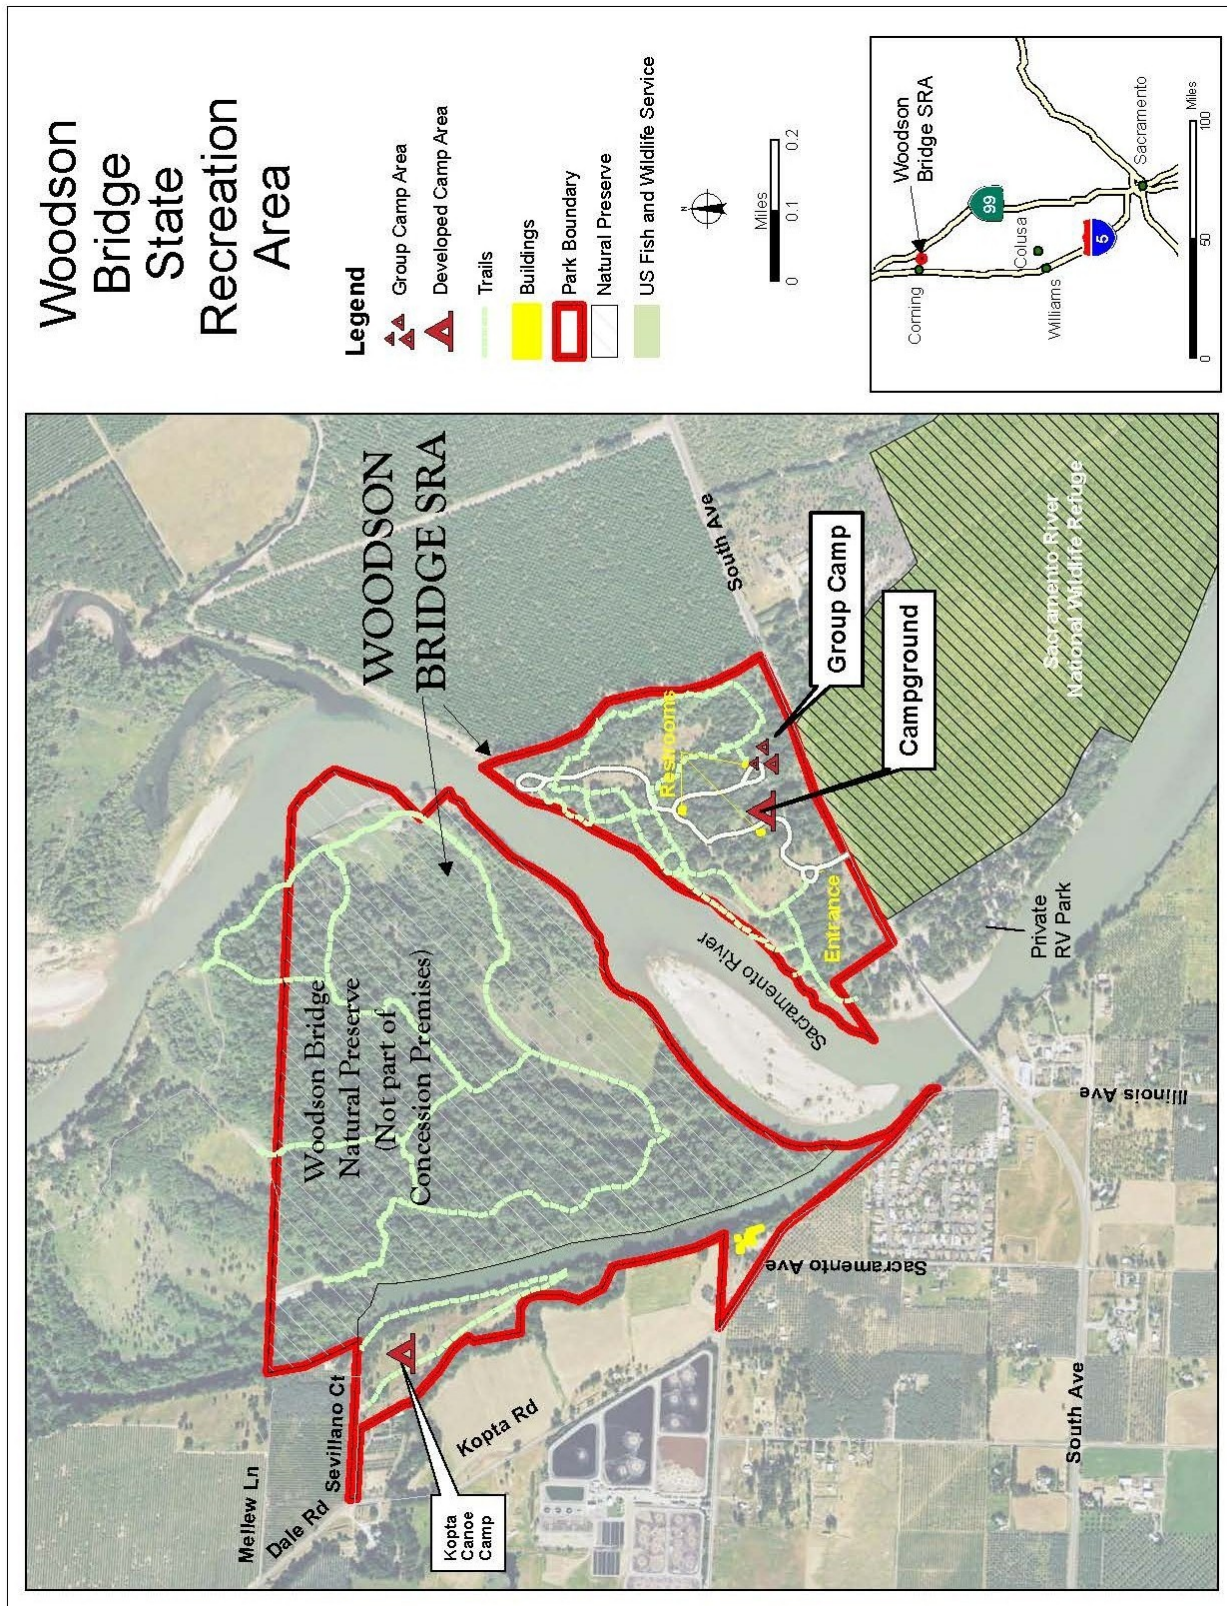 Woodson
Bridge
State
Recreation
Area
Legend
Group Camp Area
Developed Camp Area
Trails
Buildings
Park Boundary
Natural Preserve
US Fish and Wildlife Service
N
Miles
0 0.1 0.2
Woodson
Bridge SRA
Corning
99
Colusa
5
Williams
Sacramento
Miles
0 50 100
WOODSON
BRIDGE SRA
Woodson Bridge
Natural Preserve
(Not part of
Concession Premises)
Mellew Ln
Dale Rd
Sevillano Ct
Kopta Rd
Kopta
Canoe
Camp
Restrooms
South Ave
Group Camp
Campground
Entrance
Sacramento River
Sacramento River
National Wildlife Refuge
Private
RV Park
Sacramento Ave
Illinois Ave
South Ave